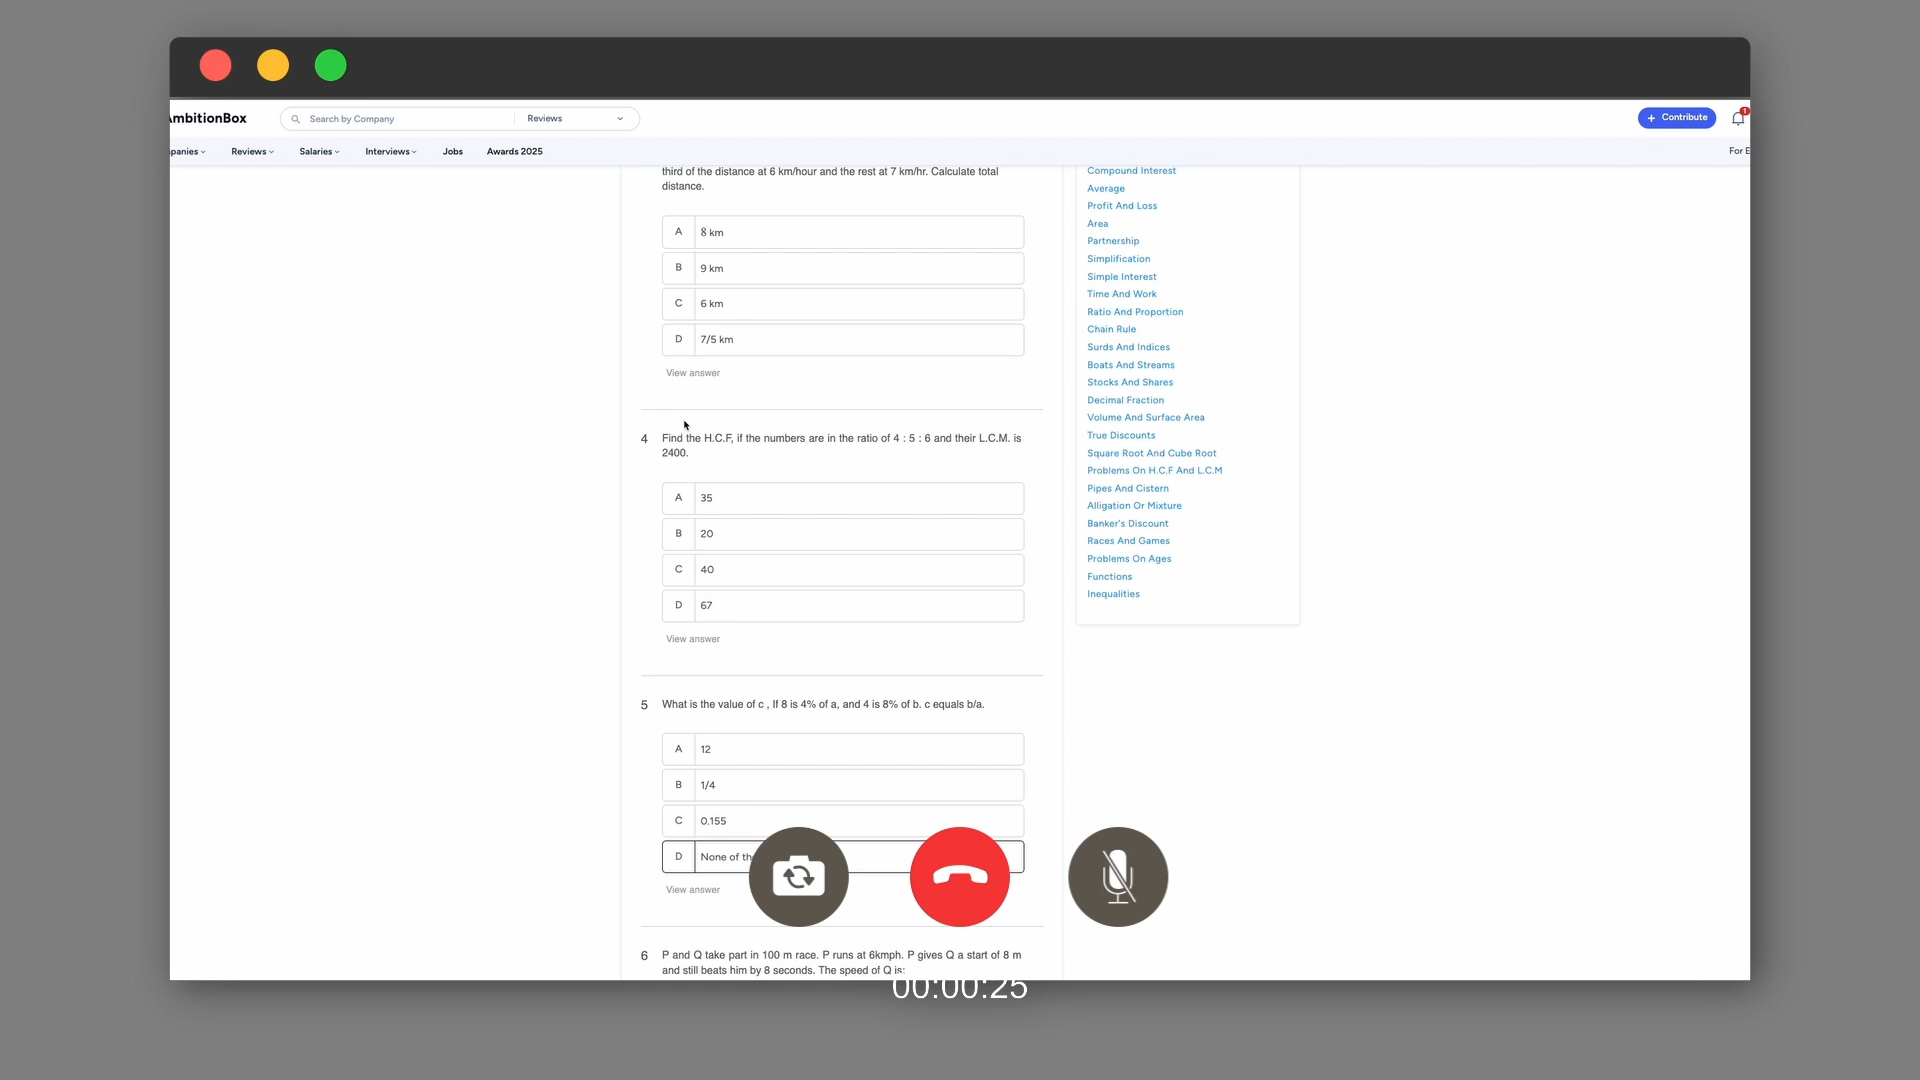 AmbitionBox
Search by Company
Reviews
Contribute
1
panies
Reviews
Salaries
Interviews
Jobs
Awards 2025
For E
third of the distance at 6 km/hour and the rest at 7 km/hr. Calculate total
distance.
A 8 km
B 9 km
C 6 km
D 7/5 km
View answer
4 Find the H.C.F, if the numbers are in the ratio of 4 : 5 : 6 and their L.C.M. is
2400.
A 35
B 20
C 40
D 67
View answer
5 What is the value of c , If 8 is 4% of a, and 4 is 8% of b. c equals b/a.
A 12
B 1/4
C 0.155
D None of th
View answer
6 P and Q take part in 100 m race. P runs at 6kmph. P gives Q a start of 8 m
and still beats him by 8 seconds. The speed of Q is:
Compound Interest
Average
Profit And Loss
Area
Partnership
Simplification
Simple Interest
Time And Work
Ratio And Proportion
Chain Rule
Surds And Indices
Boats And Streams
Stocks And Shares
Decimal Fraction
Volume And Surface Area
True Discounts
Square Root And Cube Root
Problems On H.C.F And L.C.M
Pipes And Cistern
Alligation Or Mixture
Banker's Discount
Races And Games
Problems On Ages
Functions
Inequalities
00:00:25